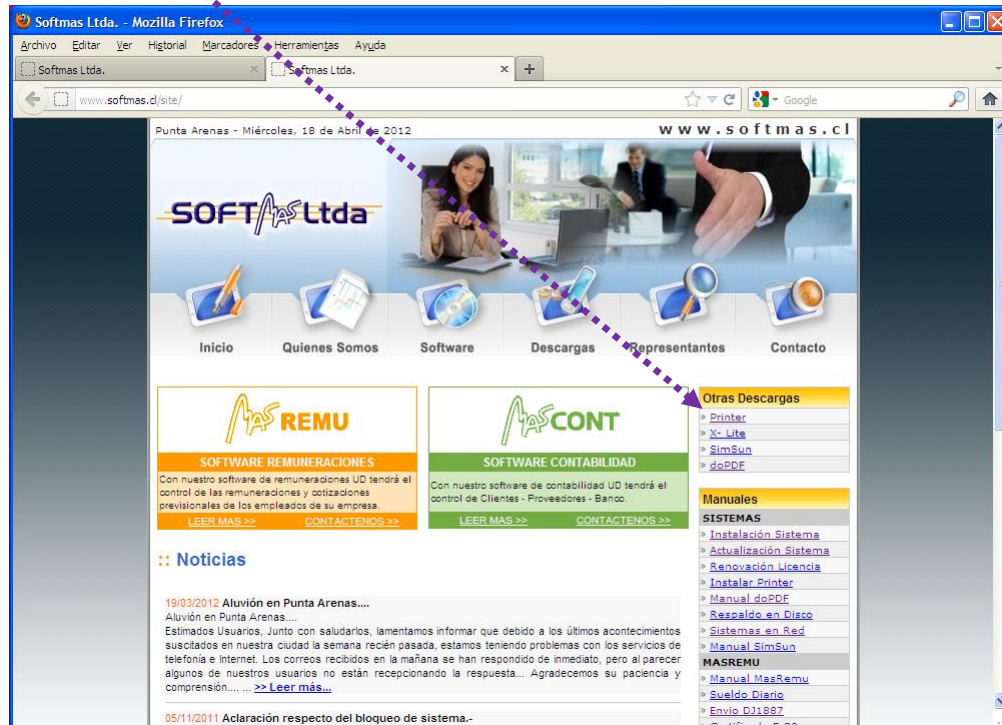 Softmas Ltda. - Mozilla Firefox
Archivo Editar Ver Historial Marcadores Herramientas Ayuda
Softmas Ltda. × Softmas Ltda. × +
www.softmas.cl/site/ Google
Punta Arenas - Miércoles, 18 de Abril de 2012
www.softmas.cl
SOFTMAS Ltda
Inicio Quienes Somos Software Descargas Representantes Contacto
MAS REMU
SOFTWARE REMUNERACIONES
Con nuestro software de remuneraciones UD tendrá el
control de las remuneraciones y cotizaciones
previsionales de los empleados de su empresa.
LEER MAS >> CONTACTENOS >>
MAS CONT
SOFTWARE CONTABILIDAD
Con nuestro software de contabilidad UD tendrá el
control de Clientes - Proveedores - Banco.
LEER MAS >> CONTACTENOS >>
Otras Descargas
» Printer
» X- Lite
» SimSun
» doPDF
Manuales
SISTEMAS
» Instalación Sistema
» Actualización Sistema
» Renovación Licencia
» Instalar Printer
» Manual doPDF
» Respaldo en Disco
» Sistemas en Red
» Manual SimSun
MASREMU
» Manual MasRemu
» Sueldo Diario
» Envio DJ1887
:: Noticias
19/03/2012 Aluvión en Punta Arenas....
Aluvión en Punta Arenas....
Estimados Usuarios, Junto con saludarlos, lamentamos informar que debido a los últimos acontecimientos
suscitados en nuestra ciudad la semana recién pasada, estamos teniendo problemas con los servicios de
telefonía e Internet. Los correos recibidos en la mañana se han respondido de inmediato, pero al parecer
algunos de nuestros usuarios no están recepcionando la respuesta... Agradecemos su paciencia y
comprensión.... ... >> Leer más...
05/11/2011 Aclaración respecto del bloqueo de sistema.-